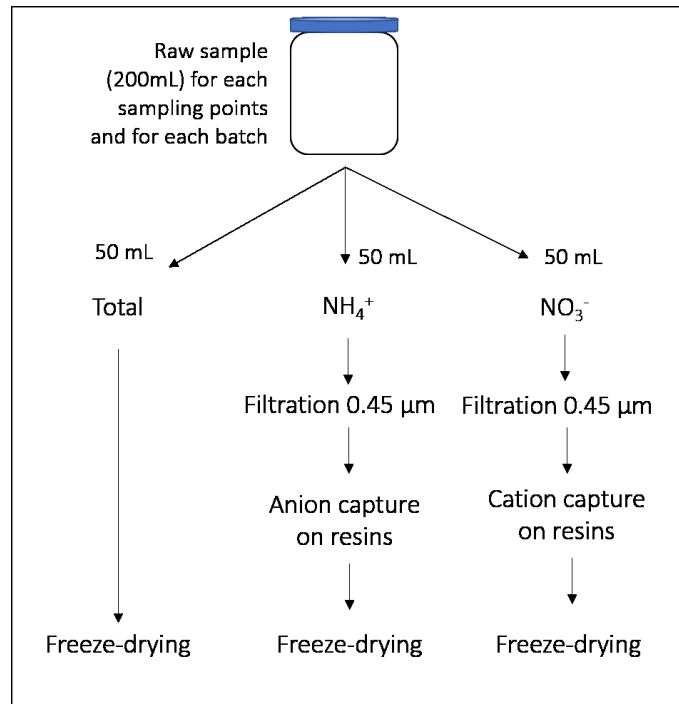 Raw sample
(200mL) for each
sampling points
and for each batch
50 mL
50 mL
50 mL
Total
NH₄⁺
NO₃⁻
Filtration 0.45 µm
Filtration 0.45 µm
Anion capture
on resins
Cation capture
on resins
Freeze-drying
Freeze-drying
Freeze-drying